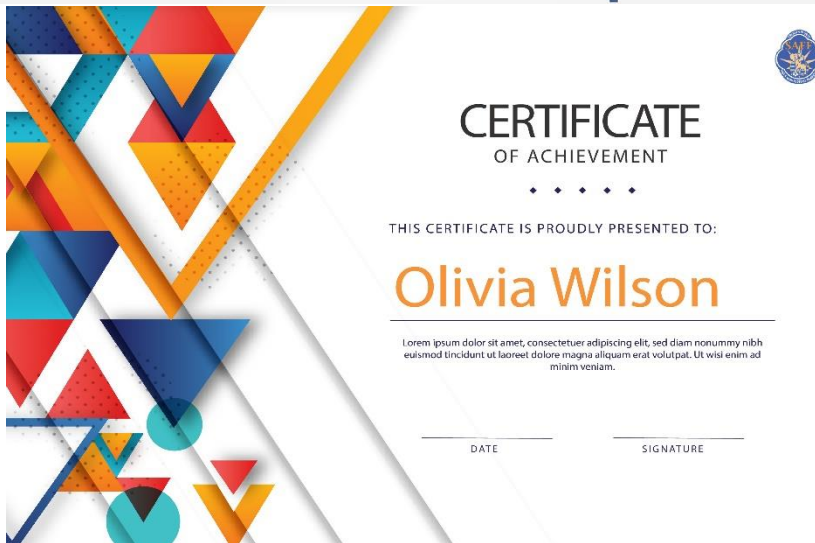 SAFF
CERTIFICATE
OF ACHIEVEMENT
THIS CERTIFICATE IS PROUDLY PRESENTED TO:
Olivia Wilson
Lorem ipsum dolor sit amet, consectetuer adipiscing elit, sed diam nonummy nibh
euismod tincidunt ut laoreet dolore magna aliquam erat volutpat. Ut wisi enim ad
minim veniam.
DATE SIGNATURE